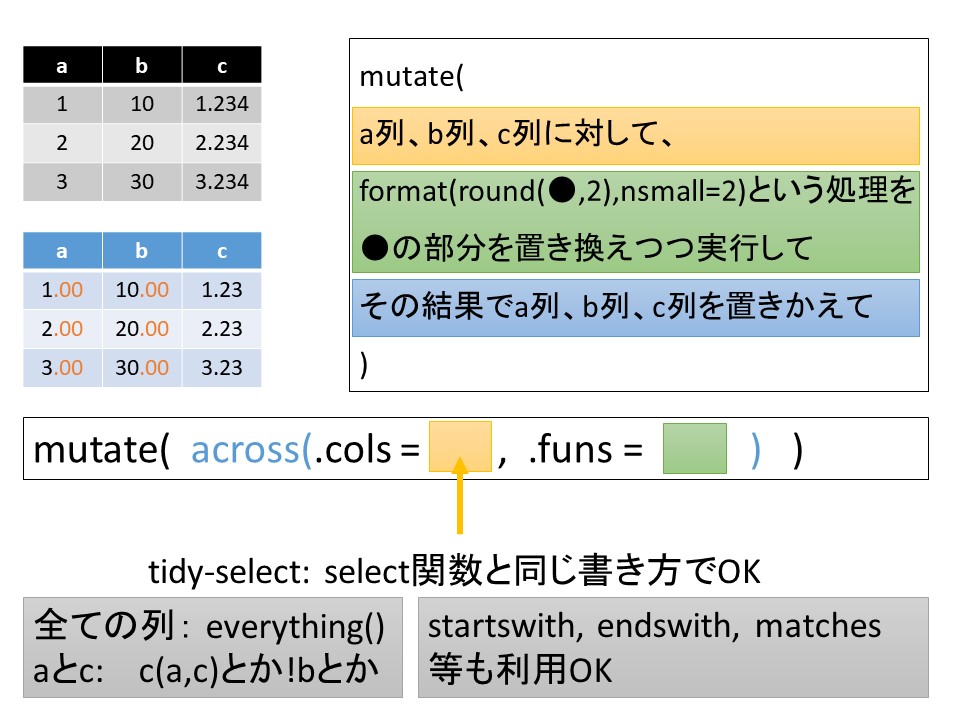 a b c
1 10 1.234
2 20 2.234
3 30 3.234
a b c
1.00 10.00 1.23
2.00 20.00 2.23
3.00 30.00 3.23
mutate(
a列、b列、c列に対して、
format(round(●,2),nsmall=2)という処理を
●の部分を置き換えつつ実行して
その結果でa列、b列、c列を置きかえて
)
mutate( across(.cols = , .funs = ) )
tidy-select: select関数と同じ書き方でOK
全ての列: everything()
aとc: c(a,c)とか!bとか
startswith, endswith, matches
等も利用OK